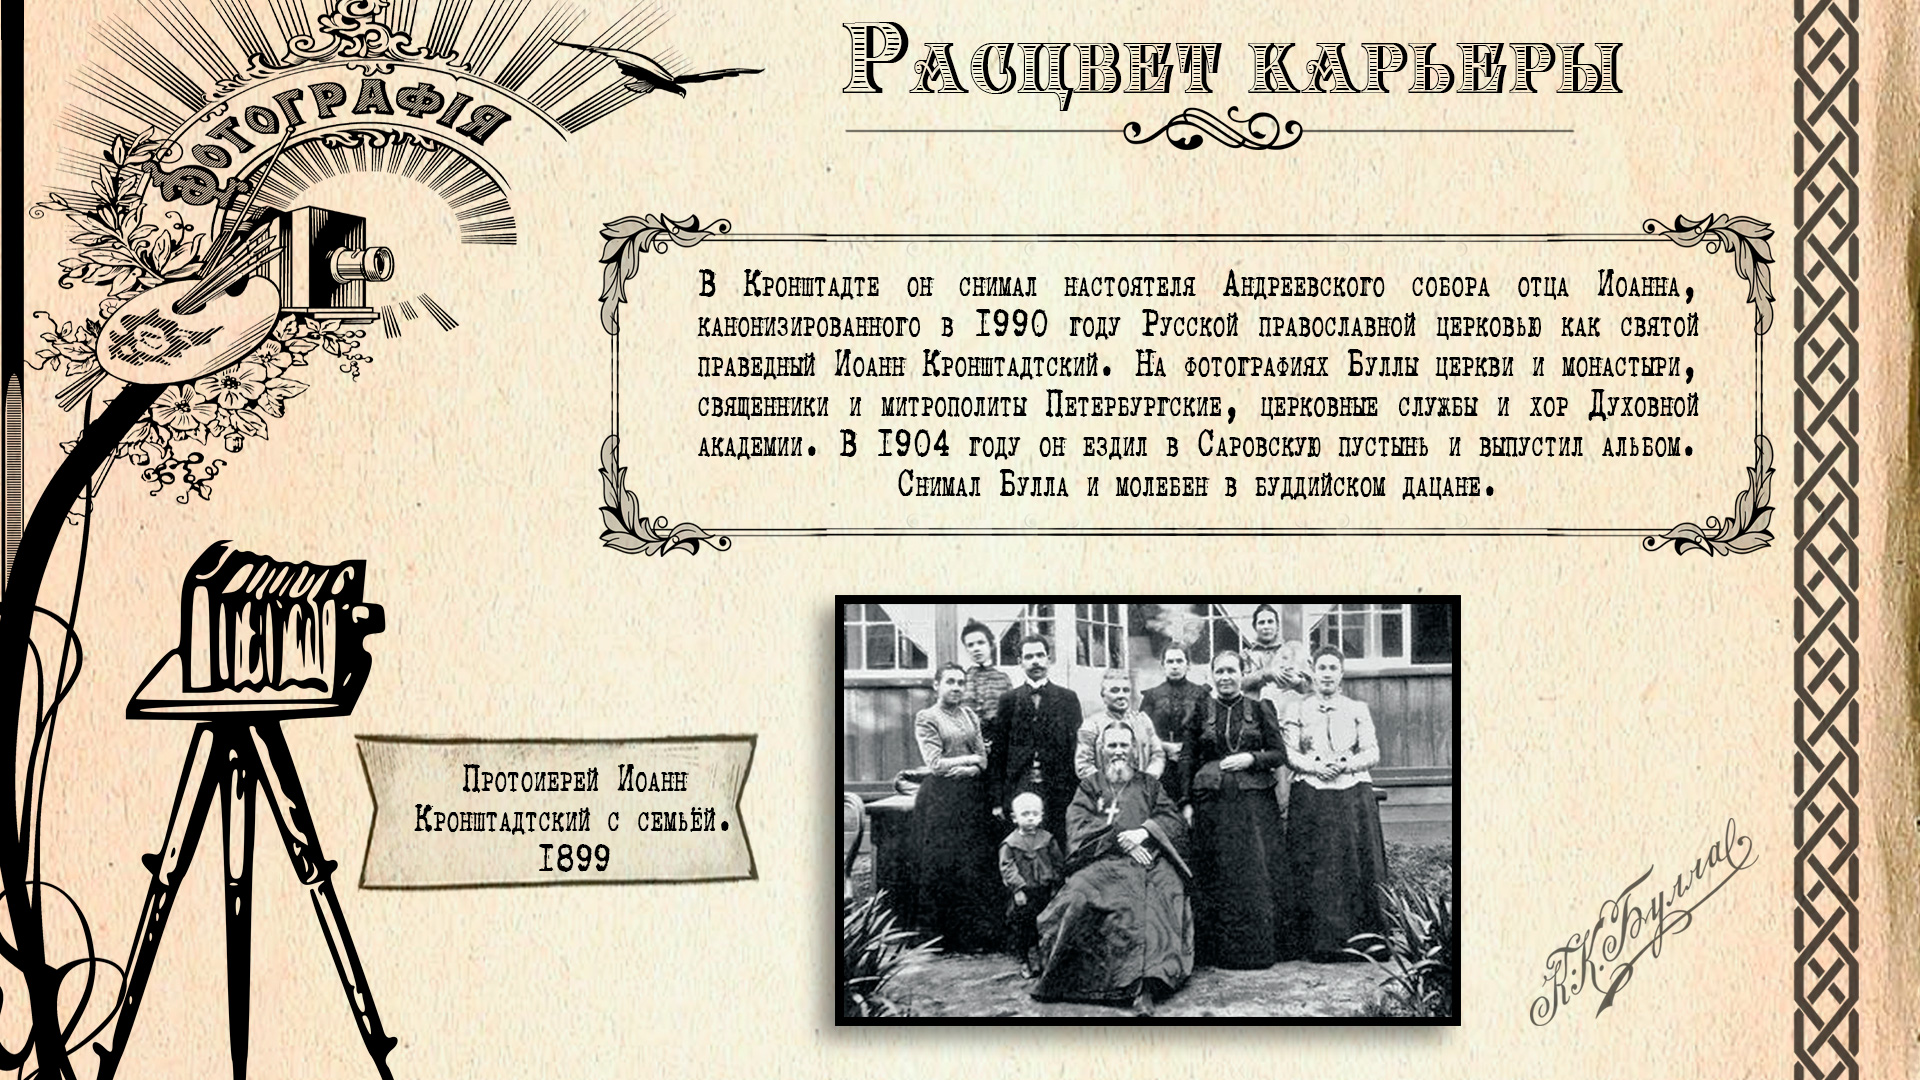 ФОТОГРАФІЯ
Расцвет карьеры
В Кронштадте он снимал настоятеля Андреевского собора отца Иоанна,
канонизированного в 1990 году Русской православной церковью как святой
праведный Иоанн Кронштадтский. На фотографиях Буллы церкви и монастыри,
священники и митрополиты Петербургские, церковные службы и хор Духовной
академии. В 1904 году он ездил в Саровскую пустынь и выпустил альбом.
Снимал Булла и молебен в буддийском дацане.
Протоиерей Иоанн
Кронштадтский с семьёй.
1899
К.К.Булла